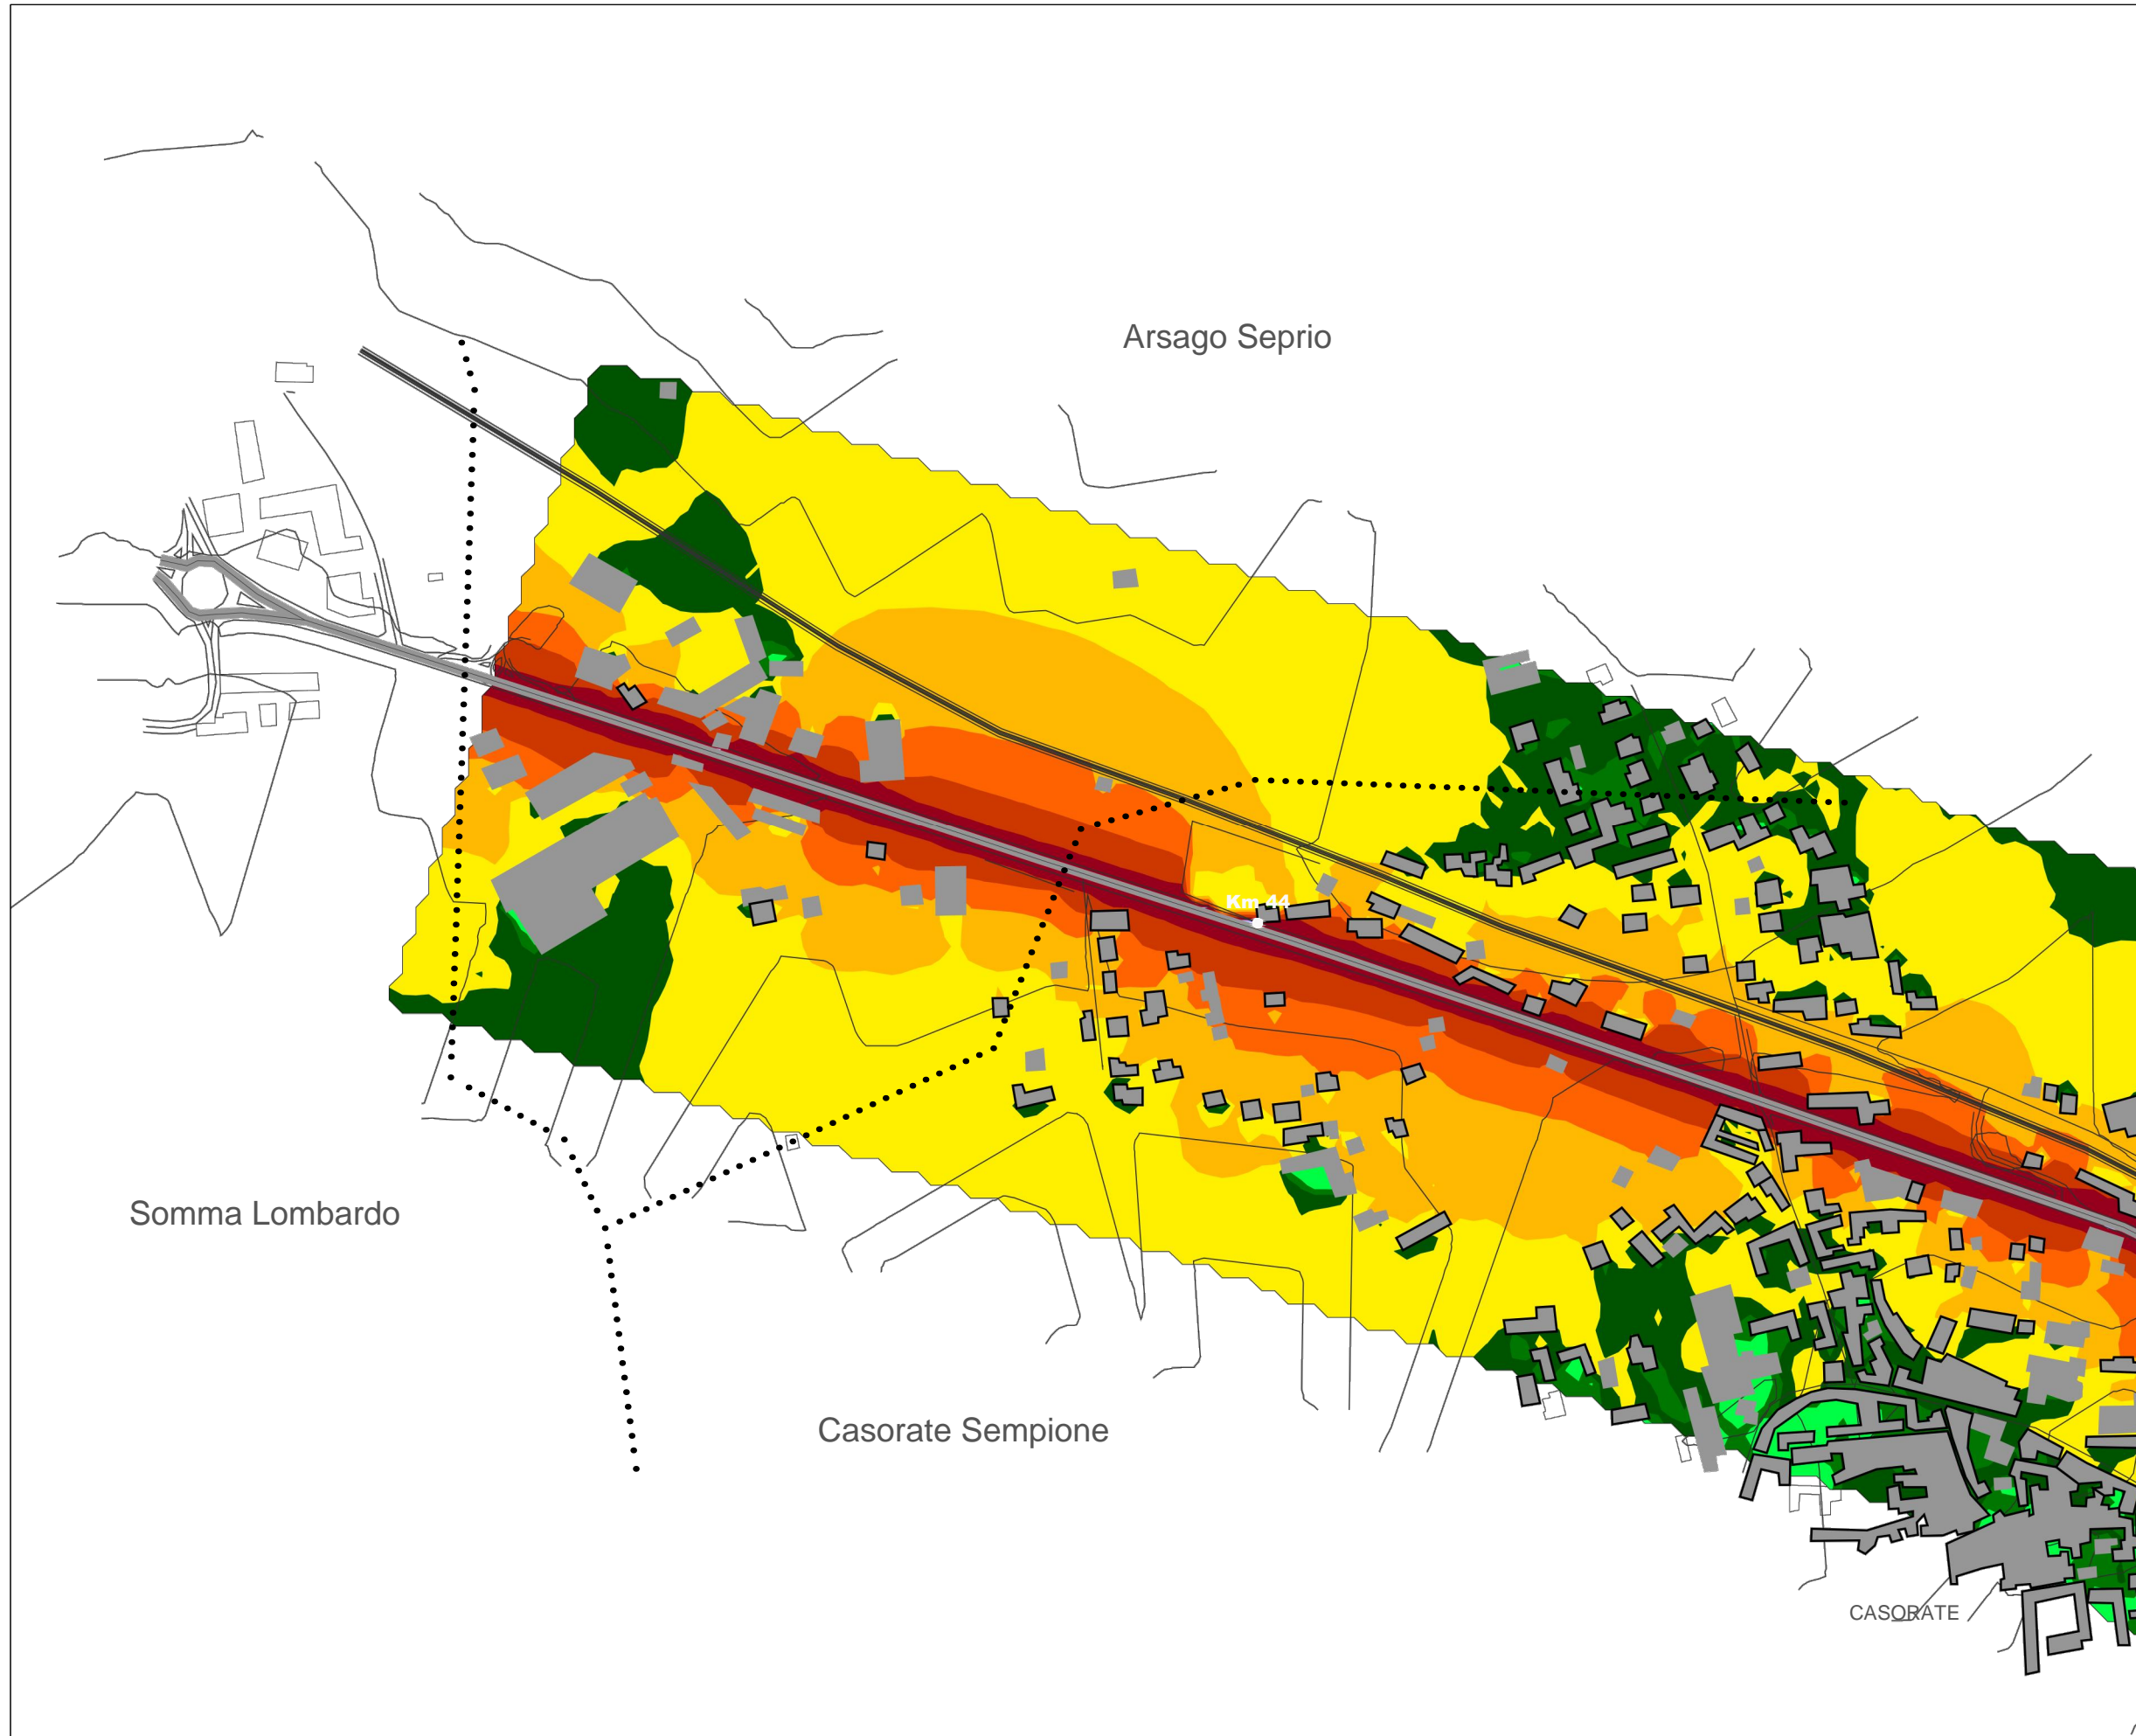 Arsago Seprio
Km 44
Somma Lombardo
Casorate Sempione
CASORATE